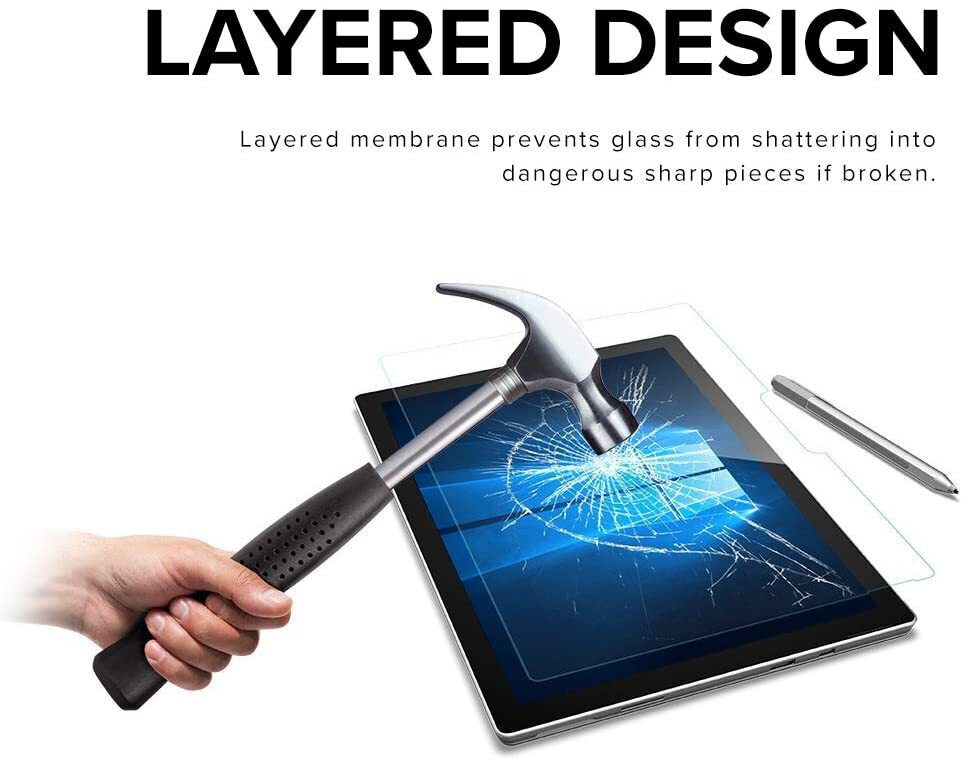 LAYERED DESIGN
Layered membrane prevents glass from shattering into
dangerous sharp pieces if broken.